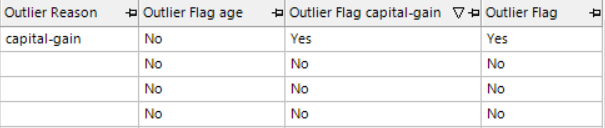 Outlier Reason Outlier Flag age Outlier Flag capital-gain Outlier Flag
capital-gain No Yes Yes
No No No
No No No
No No No